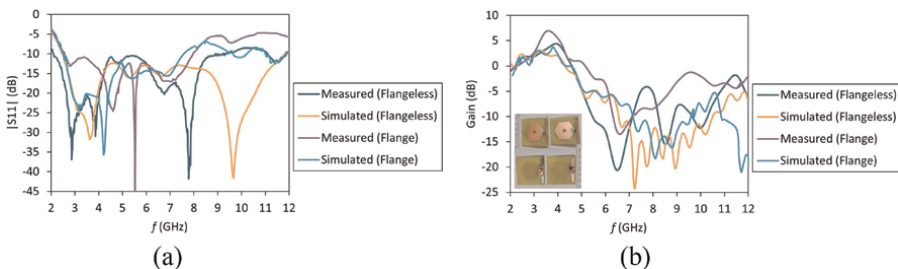 0
-5
-10
-15
-20
-25
-30
-35
-40
-45
|S11| (dB)
2 3 4 5 6 7 8 9 10 11 12
f (GHz)
Measured (Flangeless)
Simulated (Flangeless)
Measured (Flange)
Simulated (Flange)
(a)
10
5
0
-5
-10
-15
-20
-25
Gain (dB)
2 3 4 5 6 7 8 9 10 11 12
f (GHz)
Measured (Flangeless)
Simulated (Flangeless)
Measured (Flange)
Simulated (Flange)
(b)